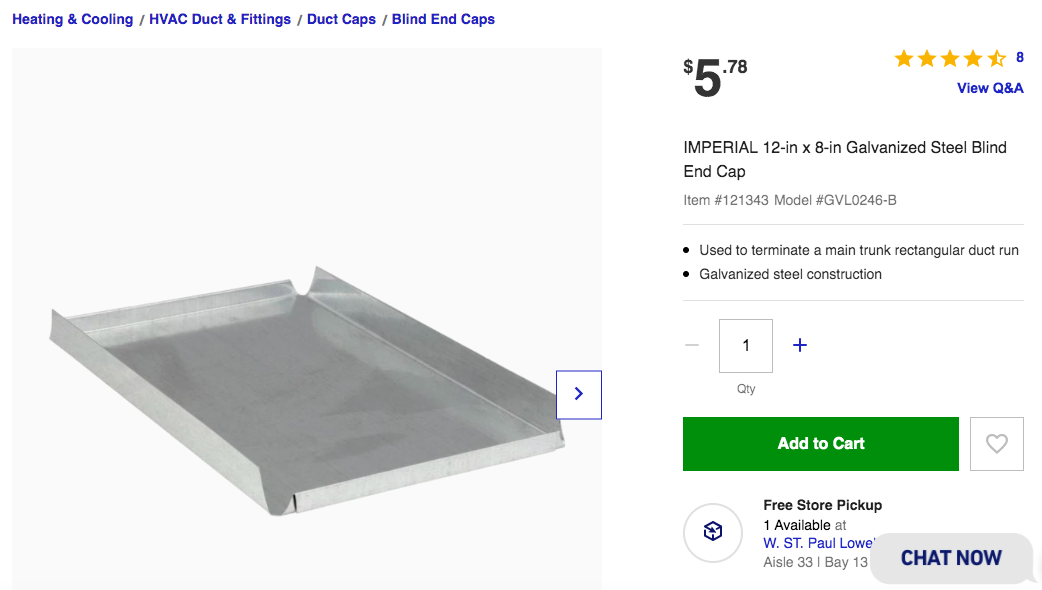 Heating & Cooling / HVAC Duct & Fittings / Duct Caps / Blind End Caps
$5.78
8
View Q&A
IMPERIAL 12-in x 8-in Galvanized Steel Blind
End Cap
Item #121343 Model #GVL0246-B
Used to terminate a main trunk rectangular duct run
Galvanized steel construction
1
Qty
Add to Cart
Free Store Pickup
1 Available at
W. ST. Paul
Aisle 33 | Bay 13
CHAT NOW